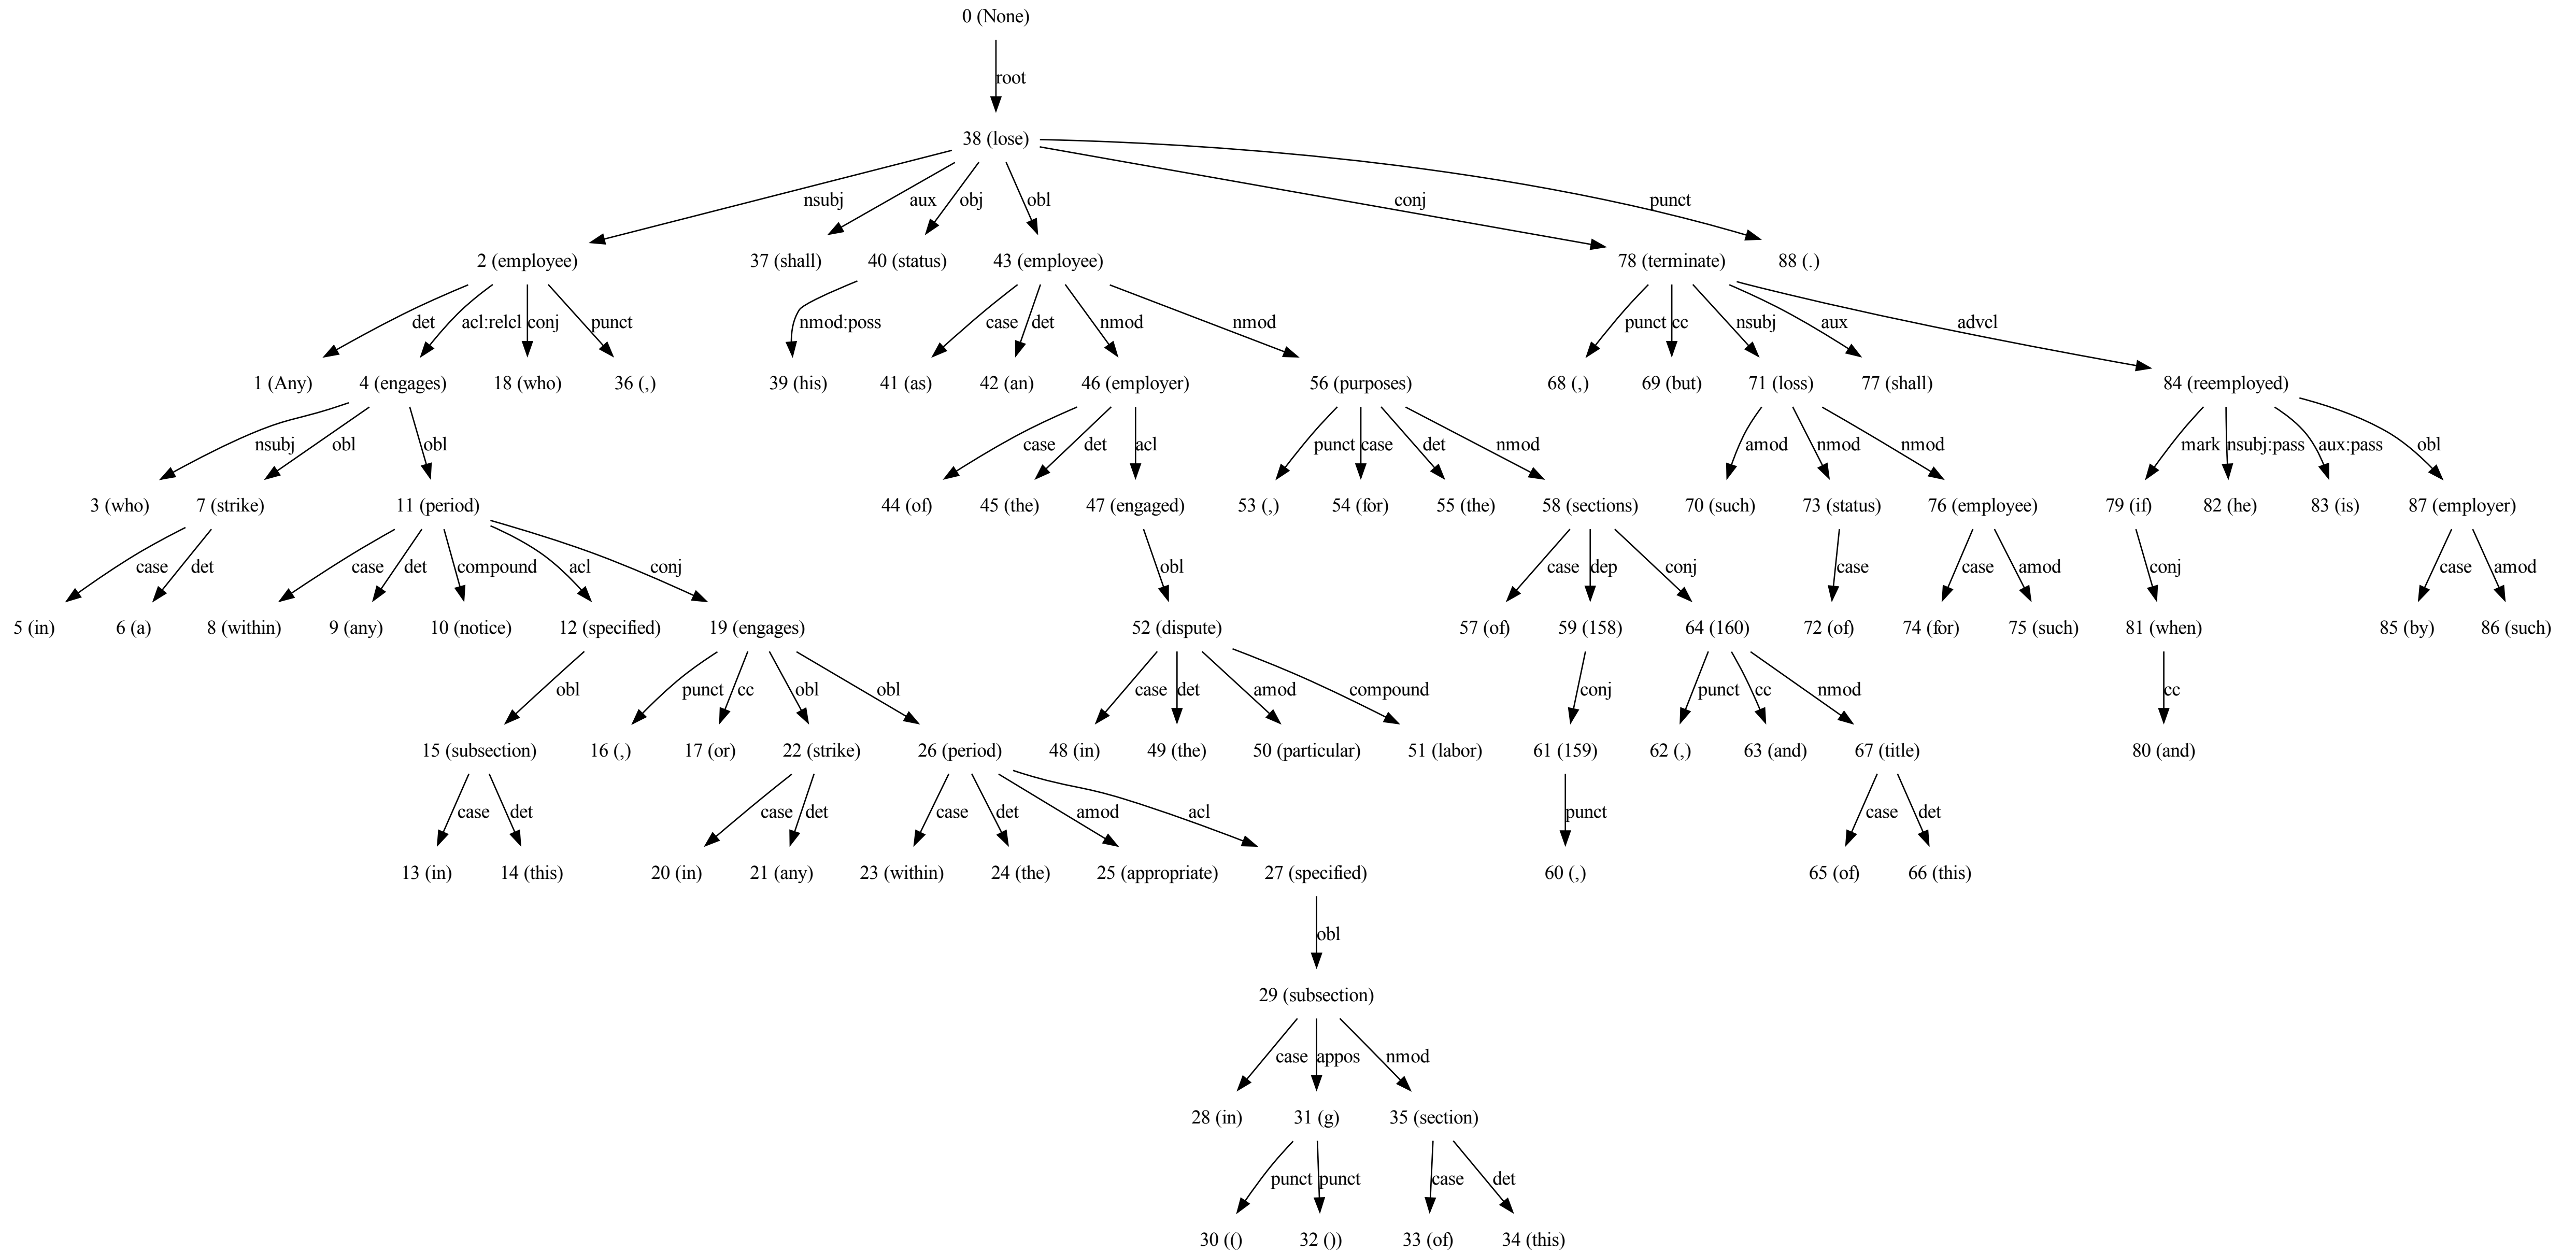 0 (None)
root
38 (lose)
nsubj aux obj obl conj punct
2 (employee) 37 (shall) 40 (status) 43 (employee) 78 (terminate) 88 (.)
det acl:relcl conj punct nmod:poss case det nmod nmod punct cc nsubj aux advcl
1 (Any) 4 (engages) 18 (who) 36 (,) 39 (his) 41 (as) 42 (an) 46 (employer) 56 (purposes) 68 (,) 69 (but) 71 (loss) 77 (shall) 84 (reemployed)
nsubj obl obl case det acl punct case det nmod amod nmod nmod mark nsubj:pass aux:pass obl
3 (who) 7 (strike) 11 (period) 44 (of) 45 (the) 47 (engaged) 53 (,) 54 (for) 55 (the) 58 (sections) 70 (such) 73 (status) 76 (employee) 79 (if) 82 (he) 83 (is) 87 (employer)
case det case det compound acl conj obl case dep conj case case amod conj case amod
5 (in) 6 (a) 8 (within) 9 (any) 10 (notice) 12 (specified) 19 (engages) 52 (dispute) 57 (of) 59 (158) 64 (160) 72 (of) 74 (for) 75 (such) 81 (when) 85 (by) 86 (such)
obl punct cc obl obl case det amod compound conj punct cc nmod cc
15 (subsection) 16 (,) 17 (or) 22 (strike) 26 (period) 48 (in) 49 (the) 50 (particular) 51 (labor) 61 (159) 62 (,) 63 (and) 67 (title) 80 (and)
case det case det case det amod acl punct case det
13 (in) 14 (this) 20 (in) 21 (any) 23 (within) 24 (the) 25 (appropriate) 27 (specified) 60 (,) 65 (of) 66 (this)
obl
29 (subsection)
case appos nmod
28 (in) 31 (g) 35 (section)
punct punct case det
30 (() 32 ()) 33 (of) 34 (this)